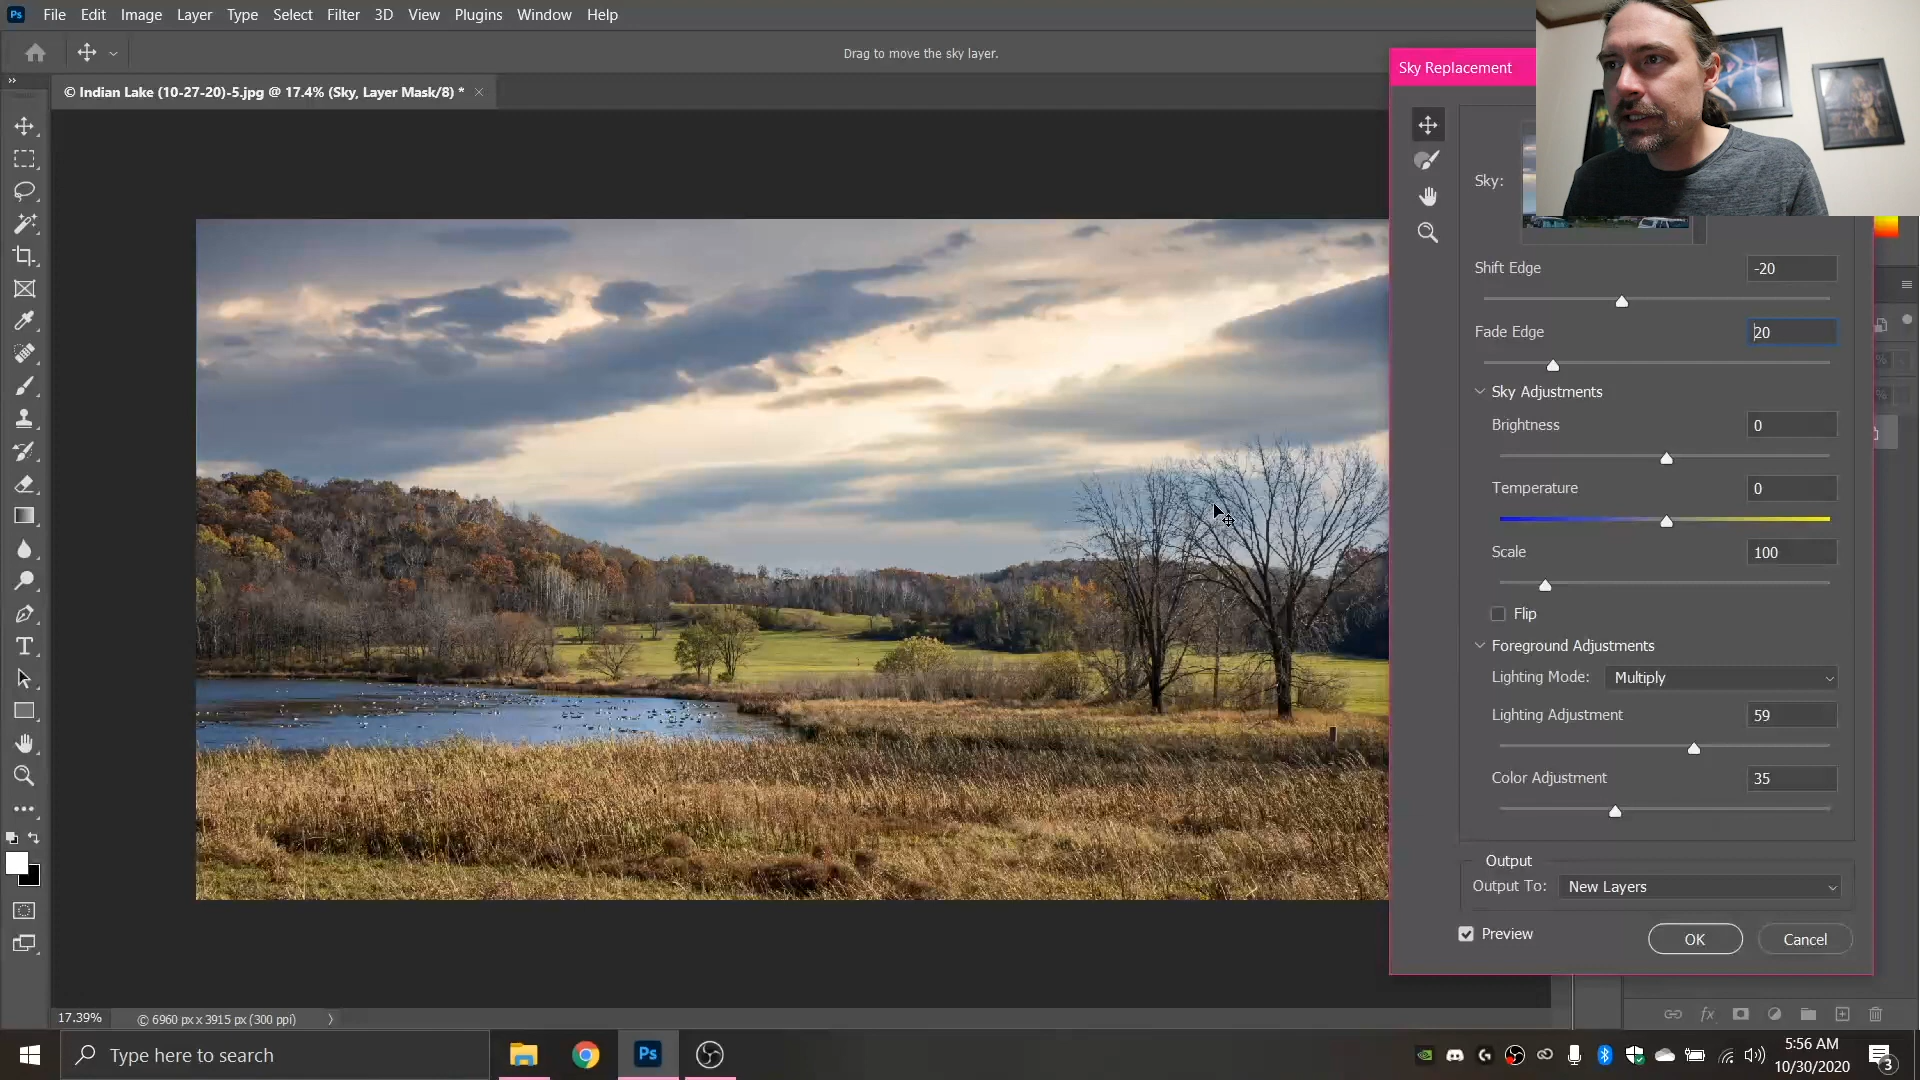 Ps File Edit Image Layer Type Select Filter 3D View Plugins Window Help
Drag to move the sky layer.
© Indian Lake (10-27-20)-5.jpg @ 17.4% (Sky, Layer Mask/8) *
Sky Replacement
Sky:
Shift Edge -20
Fade Edge 20
Sky Adjustments
Brightness 0
Temperature 0
Scale 100
Flip
Foreground Adjustments
Lighting Mode: Multiply
Lighting Adjustment 59
Color Adjustment 35
Output
Output To: New Layers
Preview OK Cancel
17.39% © 6960 px x 3915 px (300 ppi)
fx
Type here to search
Ps
5:56 AM
10/30/2020
3